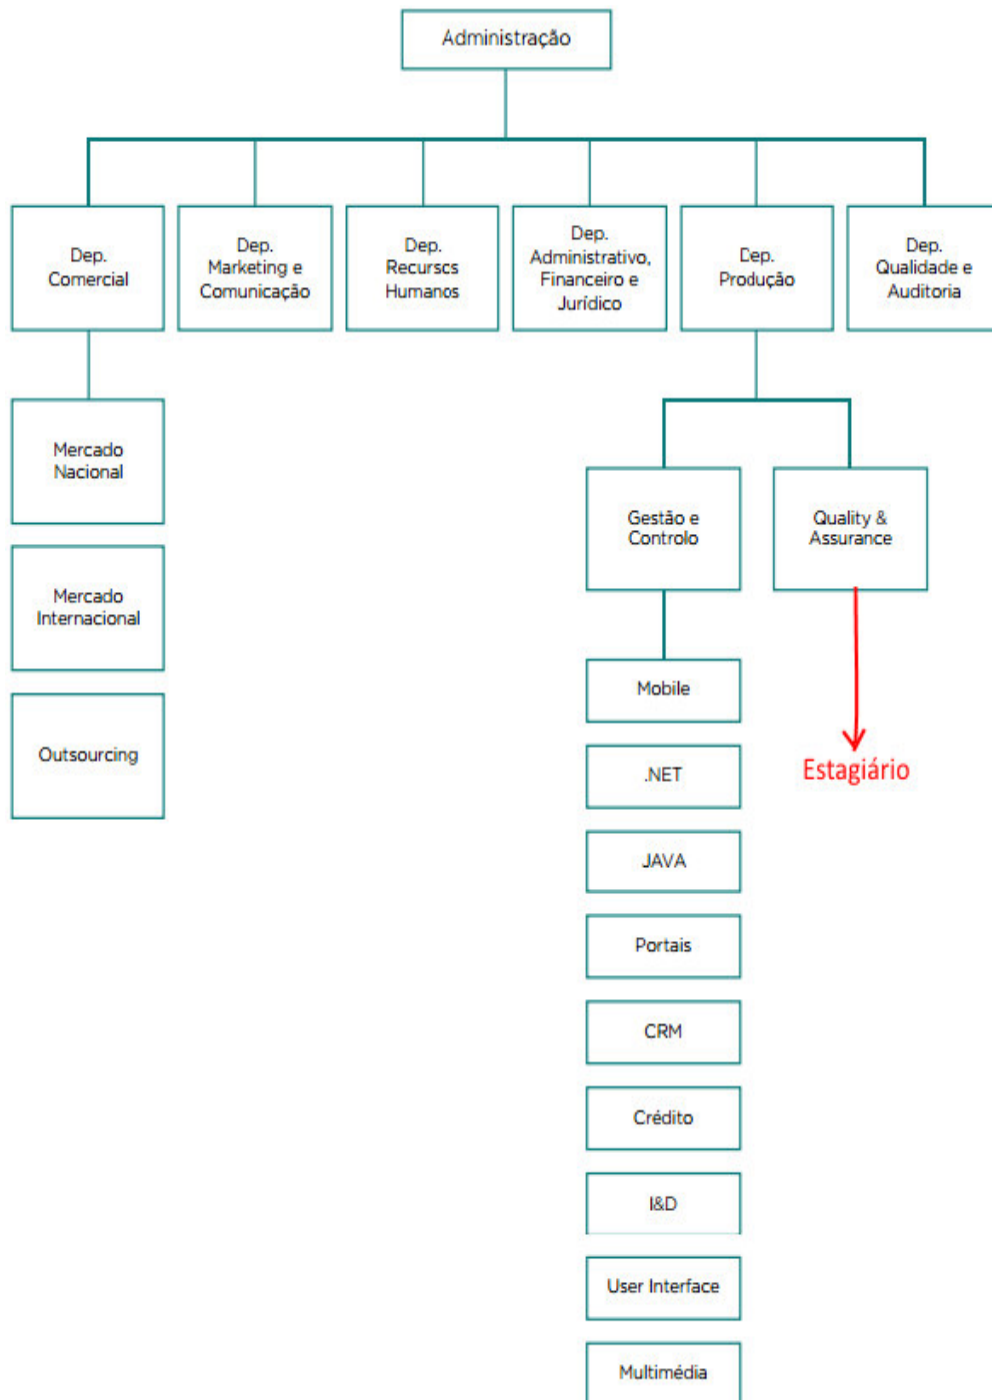 Administração
Dep.
Comercial
Dep.
Marketing e
Comunicação
Dep.
Recurscs
Humanos
Dep.
Administrativo,
Financeiro e
Jurídico
Dep.
Produção
Dep.
Qualidade e
Auditoria
Mercado
Nacional
Mercado
Internacional
Outsourcing
Gestão e
Controlo
Quality &
Assurance
Estagiário
Mobile
.NET
JAVA
Portais
CRM
Crédito
I&D
User Interface
Multimédia